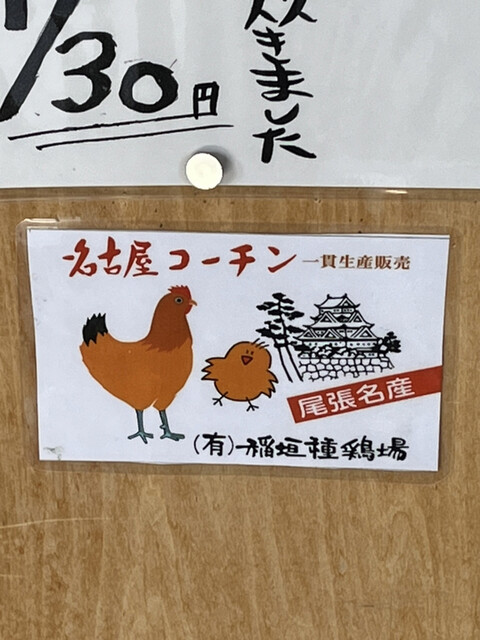 炊きました
130円
名古屋コーチン 一貫生産販売
尾張名産
(有)稲垣種鶏場